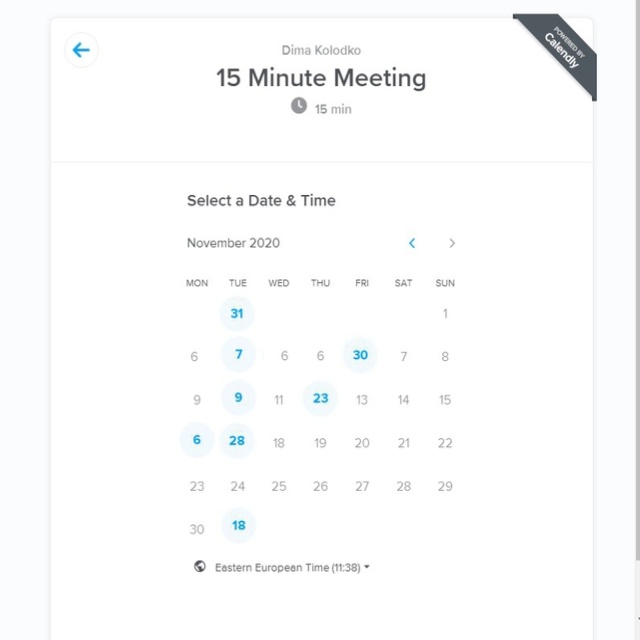 POWERED BY
Calendly
Dima Kolodko
15 Minute Meeting
15 min
Select a Date & Time
November 2020
MON TUE WED THU FRI SAT SUN
31 1
6 7 6 6 30 7 8
9 9 11 23 13 14 15
6 28 18 19 20 21 22
23 24 25 26 27 28 29
30 18
Eastern European Time (11:38)